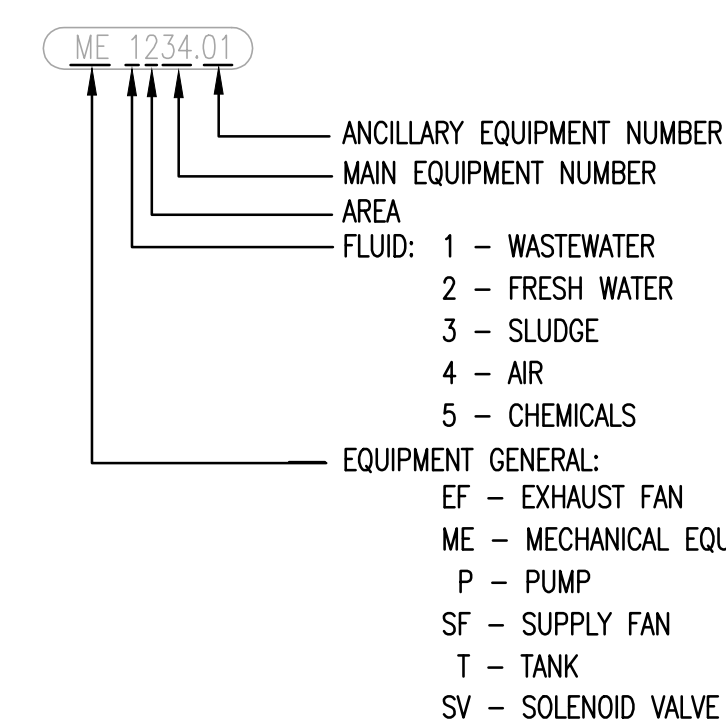 ME 1234.01
ANCILLARY EQUIPMENT NUMBER
MAIN EQUIPMENT NUMBER
AREA
FLUID: 1 – WASTEWATER
2 – FRESH WATER
3 – SLUDGE
4 – AIR
5 – CHEMICALS
EQUIPMENT GENERAL:
EF – EXHAUST FAN
ME – MECHANICAL
P – PUMP
SF – SUPPLY FAN
T – TANK
SV – SOLENOID VALVE